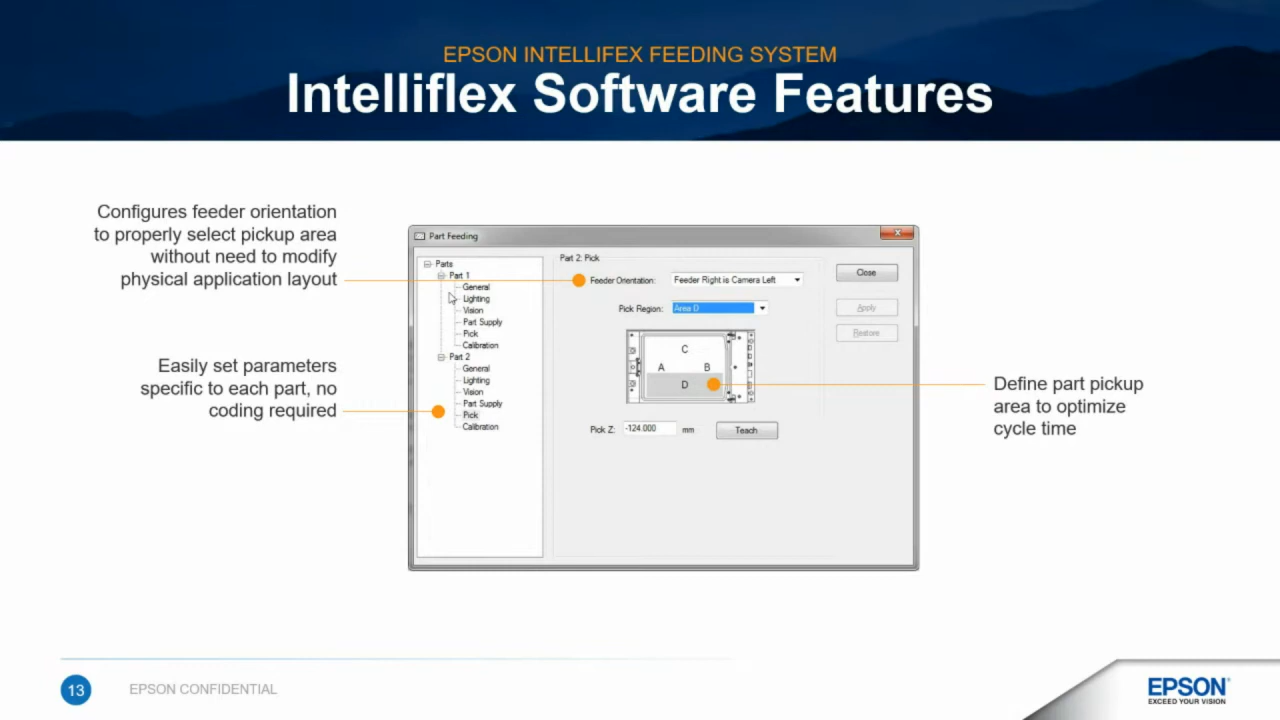 EPSON INTELLIFEX FEEDING SYSTEM
Intelliflex Software Features
Configures feeder orientation
to properly select pickup area
without need to modify
physical application layout
Easily set parameters
specific to each part, no
coding required
Part Feeding
x
Parts
Part 1
General
Lighting
Vision
Part Supply
Pick
Calibration
Part 2
General
Lighting
Vision
Part Supply
Pick
Calibration
Part 2: Pick
Feeder Orientation: Feeder Right is Camera Left
Pick Region: Area D
C
A B
D
Pick Z: -124.000 mm Teach
Close
Apply
Restore
Define part pickup
area to optimize
cycle time
13 EPSON CONFIDENTIAL
EPSON®
EXCEED YOUR VISION